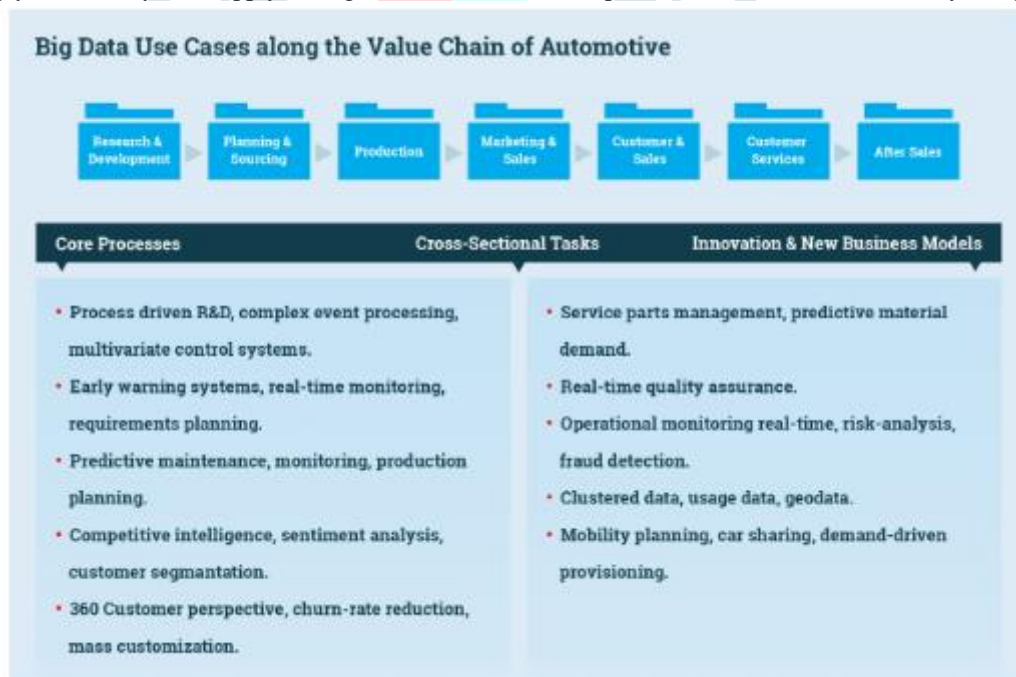 Big Data Use Cases along the Value Chain of Automotive
Research &
Development
Planning &
Sourcing
Production
Marketing &
Sales
Customer &
Sales
Customer
Services
After Sales
Core Processes
Cross-Sectional Tasks
Innovation & New Business Models
• Process driven R&D, complex event processing,
multivariate control systems.
• Early warning systems, real-time monitoring,
requirements planning.
• Predictive maintenance, monitoring, production
planning.
• Competitive intelligence, sentiment analysis,
customer segmantation.
• 360 Customer perspective, churn-rate reduction,
mass customization.
• Service parts management, predictive material
demand.
• Real-time quality assurance.
• Operational monitoring real-time, risk-analysis,
fraud detection.
• Clustered data, usage data, geodata.
• Mobility planning, car sharing, demand-driven
provisioning.